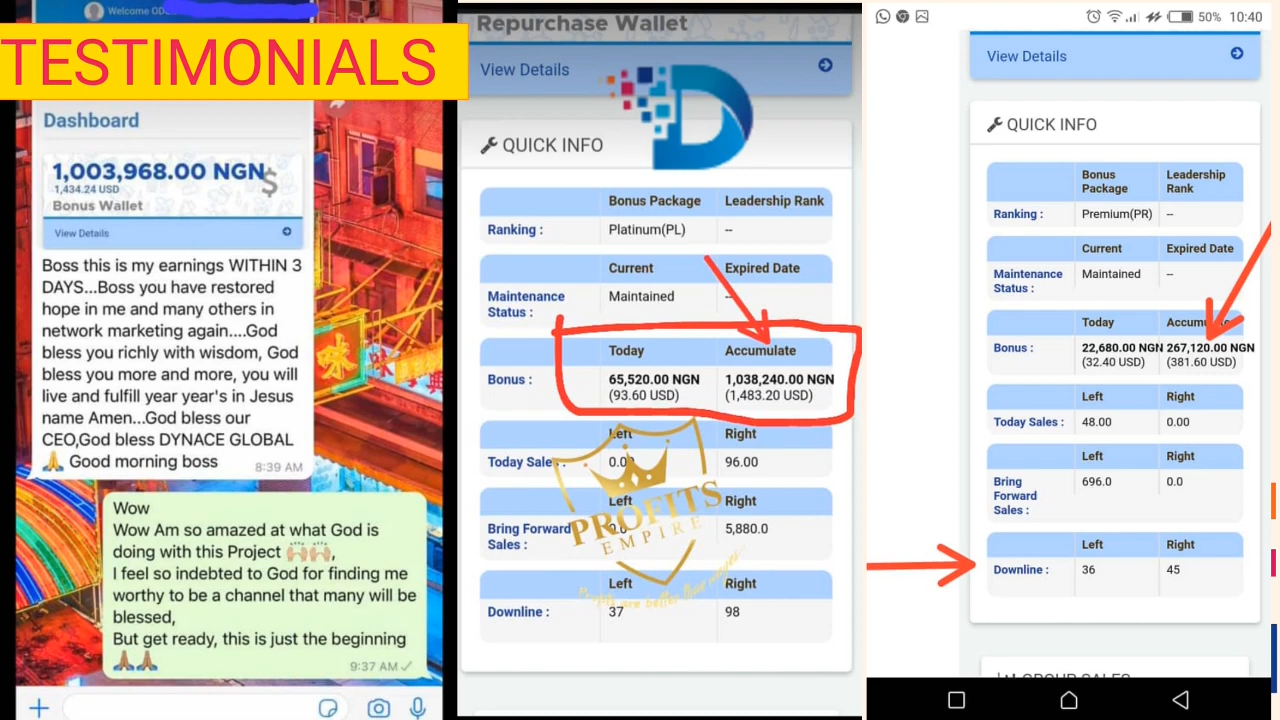 Welcome
TESTIMONIALS
Dashboard
1,003,968.00 NGN
$
1,434.24 USD
Bonus Wallet
View Details
Boss this is my earnings WITHIN 3
DAYS...Boss you have restored
hope in me and many others in
network marketing again....God
bless you richly with wisdom, God
bless you more and more, you will
live and fulfill year year's in Jesus
name Amen...God bless our
CEO,God bless DYNACE GLOBAL
🙏 Good morning boss
8:39 AM
Wow
Wow Am so amazed at what God is
doing with this Project 🙌🙌,
I feel so indebted to God for finding me
worthy to be a channel that many will be
blessed,
But get ready, this is just the beginning
🙏🙏
9:37 AM
Repurchase Wallet
View Details
QUICK INFO
Bonus Package Leadership Rank
Ranking : Platinum(PL) --
Current Expired Date
Maintenance Maintained
Status :
Today Accumulate
Bonus : 65,520.00 NGN 1,038,240.00 NGN
(93.60 USD) (1,483.20 USD)
Left Right
Today Sales : 0.00 96.00
Left Right
Bring Forward 0.0 5,880.0
Sales :
PROFITS
EMPIRE
Left Right
Downline : 37 98
50% 10:40
View Details
QUICK INFO
Bonus Leadership
Package Rank
Ranking : Premium(PR) --
Current Expired Date
Maintenance Maintained --
Status :
Today
Bonus : 22,680.00 NGN 267,120.00 NGN
(32.40 USD) (381.60 USD)
Left Right
Today Sales : 48.00 0.00
Left Right
Bring 696.0 0.0
Forward
Sales :
Left Right
Downline : 36 45
GROUP SALES